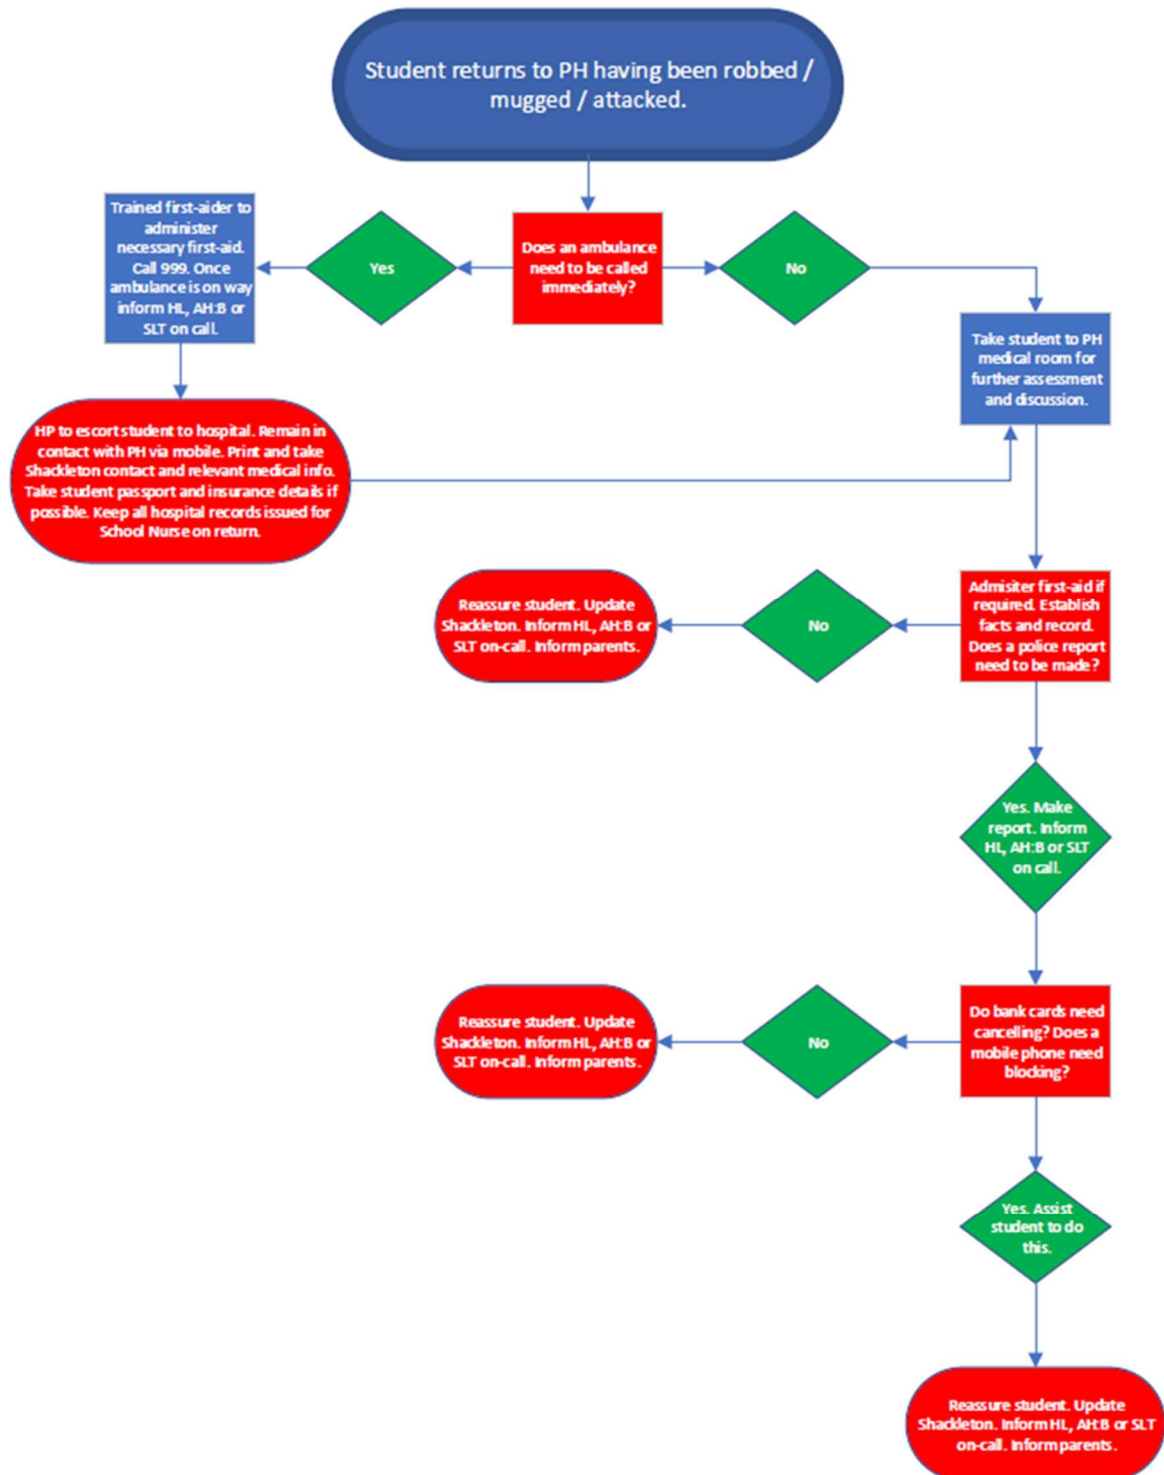 Student returns to PH having been robbed /
mugged / attacked.
Trained first-aider to
administer
necessary first-aid.
Call 999. Once
ambulance is on way
inform HL, AH:B or
SLT on call.
Yes
Does an ambulance
need to be called
immediately?
No
Take student to PH
medical room for
further assessment
and discussion.
HP to escort student to hospital. Remain in
contact with PH via mobile. Print and take
Shackleton contact and relevant medical info.
Take student passport and insurance details if
possible. Keep all hospital records issued for
School Nurse on return.
Reassure student. Update
Shackleton. Inform HL, AH:B or
SLT on-call. Inform parents.
No
Admisiter first-aid if
required. Establish
facts and record.
Does a police report
need to be made?
Yes. Make
report. Inform
HL, AH:B or SLT
on call.
Reassure student. Update
Shackleton. Inform HL, AH:B or
SLT on-call. Inform parents.
No
Do bank cards need
cancelling? Does a
mobile phone need
blocking?
Yes. Assist
student to do
this.
Reassure student. Update
Shackleton. Inform HL, AH:B or SLT
on-call. Inform parents.